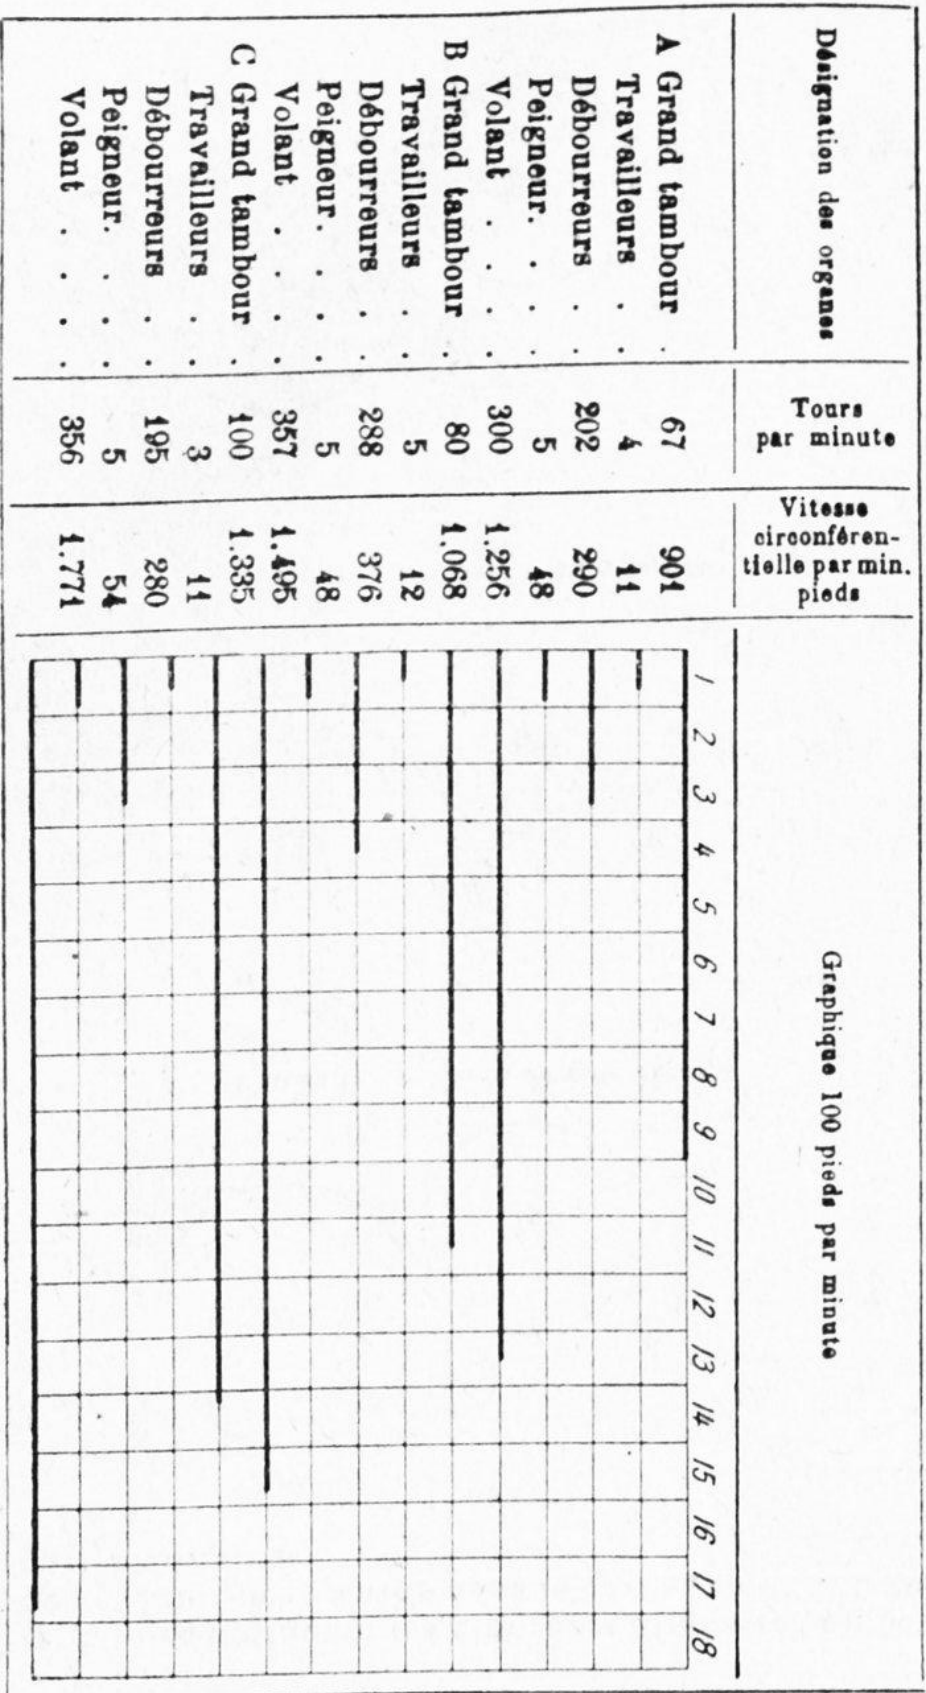 Désignation des organes | Tours par minute | Vitesse circonféren-tielle par min. pieds | Graphique 100 pieds par minute
1 2 3 4 5 6 7 8 9 10 11 12 13 14 15 16 17 18
A Grand tambour . 67 901
Travailleurs . . 4 11
Débourreurs . . 202 290
Peigneur. . . . 5 48
Volant . . . . 300 1.256
B Grand tambour . 80 1.068
Travailleurs . . 5 12
Débourreurs . . 288 376
Peigneur. . . . 5 48
Volant . . . . 357 1.495
C Grand tambour . 100 1.335
Travailleurs . . 3 11
Débourreurs . . 195 280
Peigneur. . . . 5 54
Volant . . . . 356 1.771